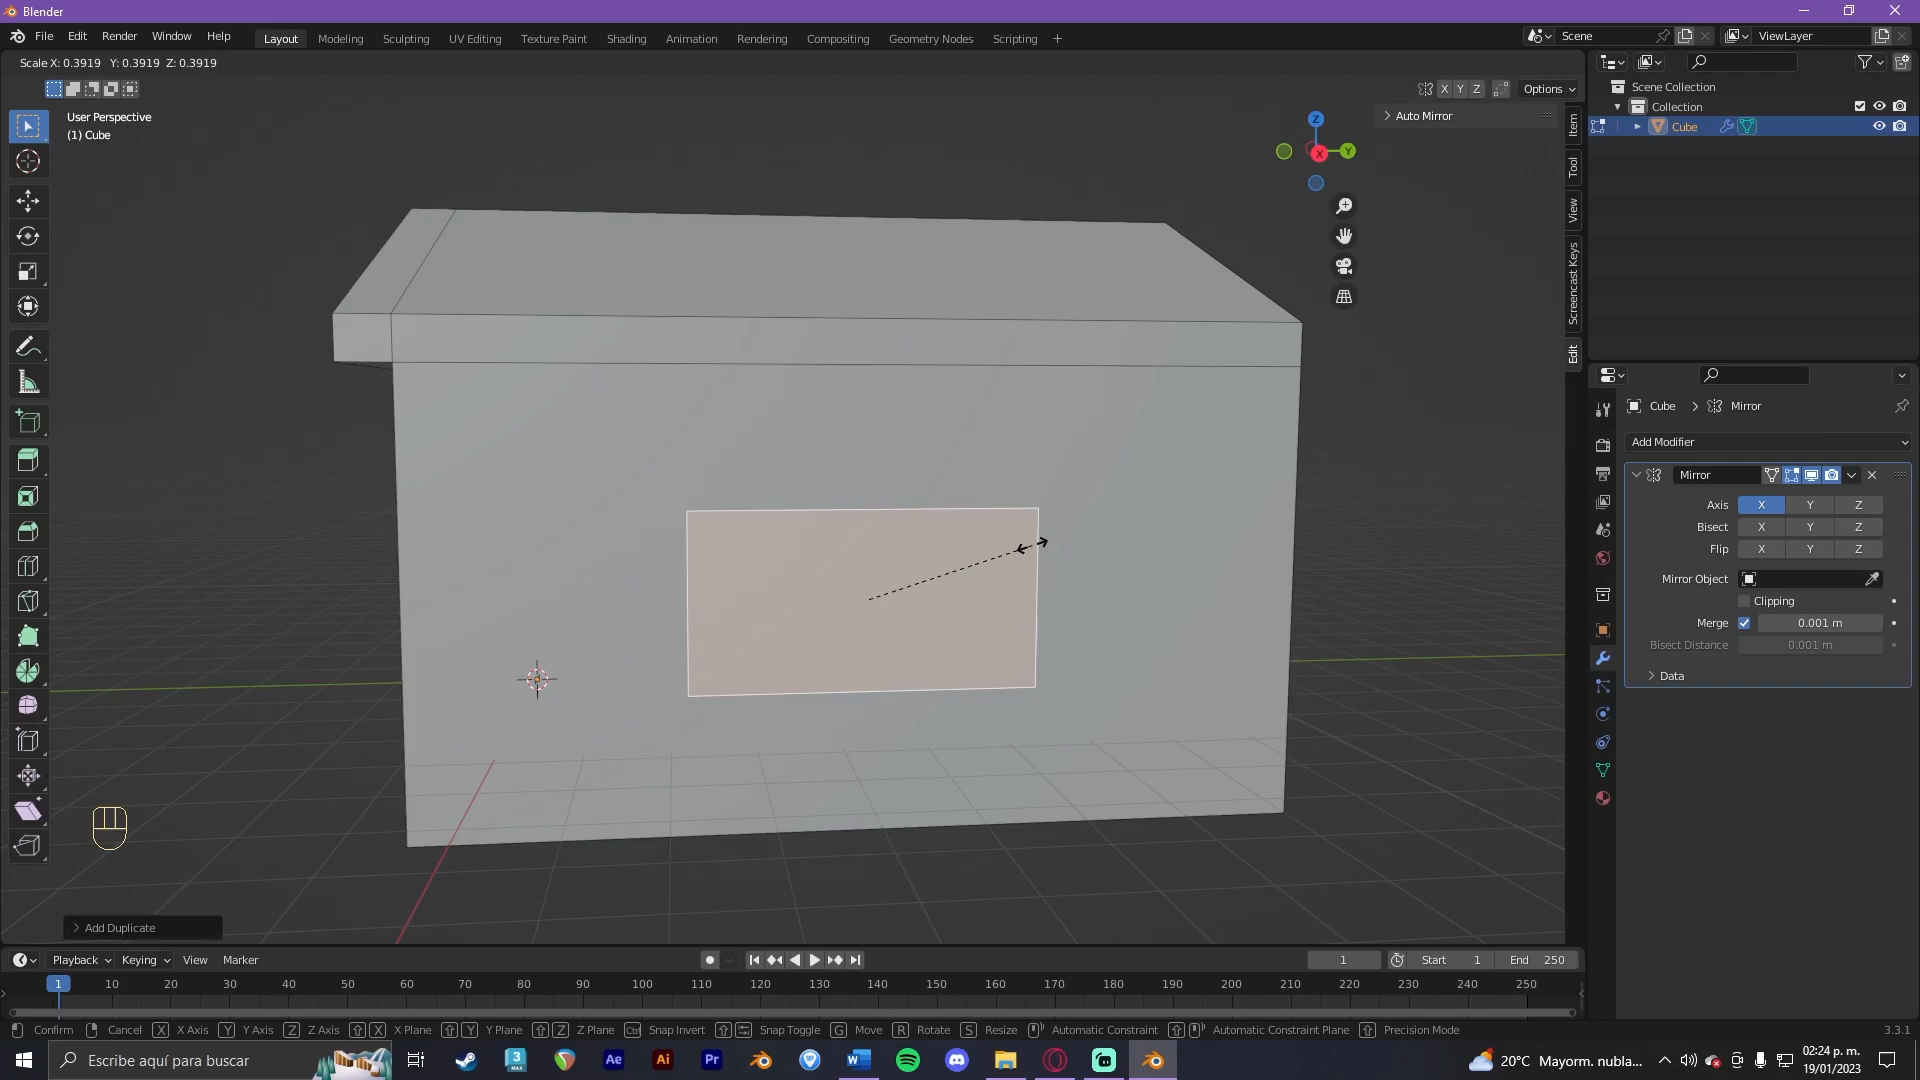 Blender
File Edit Render Window Help
Layout Modeling Sculpting UV Editing Texture Paint Shading Animation Rendering Compositing Geometry Nodes Scripting +
Scene
ViewLayer
Scale X: 0.3919 Y: 0.3919 Z: 0.3919
X Y Z
Options
User Perspective
(1) Cube
Auto Mirror
Z
Y
X
Item
Tool
View
Screencast Keys
Edit
Scene Collection
Collection
Cube
Cube > Mirror
Add Modifier
Mirror
Axis X Y Z
Bisect X Y Z
Flip X Y Z
Mirror Object
Clipping
Merge 0.001 m
Bisect Distance 0.001 m
Data
Add Duplicate
Playback Keying View Marker
1 Start 1 End 250
1 10 20 30 40 50 60 70 80 90 100 110 120 130 140 150 160 170 180 190 200 210 220 230 240 250
Confirm Cancel X X Axis Y Y Axis Z Z Axis X X Plane Y Y Plane Z Z Plane Ctrl Snap Invert Snap Toggle G Move R Rotate S Resize Automatic Constraint Automatic Constraint Plane Precision Mode
3.3.1
Escribe aquí para buscar
3
MAX
Ae
Ai
Pr
W
20°C Mayorm. nubla...
02:24 p. m.
19/01/2023